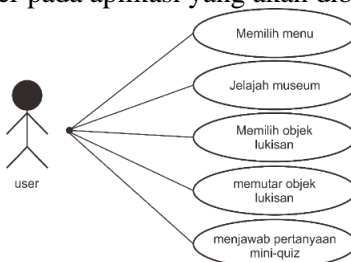 pada aplikasi yang akan
Memilih menu
Jelajah museum
Memilih objek
lukisan
user
memutar objek
lukisan
menjawab pertanyaan
mini-quiz